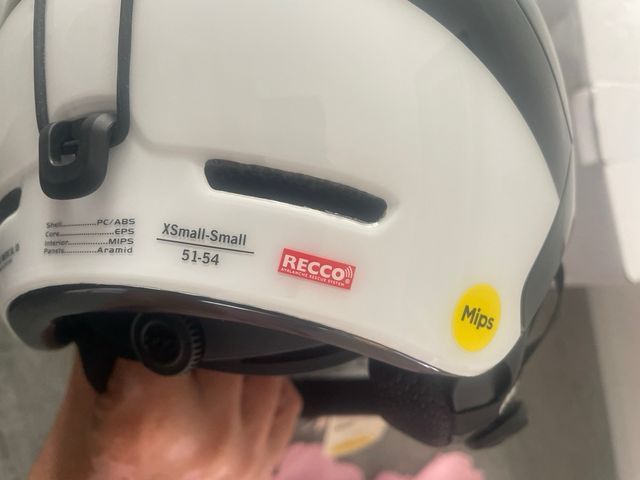 Shell............PC/ABS
Core................EPS
Interior...........MIPS
Panels.........Aramid
XSmall-Small
51-54
RECCO®
AVALANCHE RESCUE SYSTEM
Mips